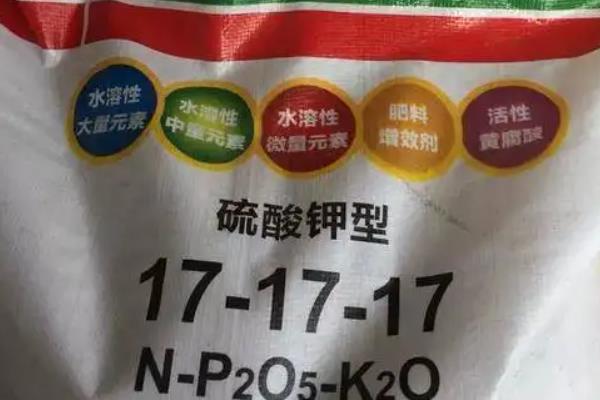 水溶性
大量元素
水溶性
中量元素
水溶性
微量元素
肥料
增效剂
活性
黄腐酸
硫酸钾型
17-17-17
N-P2O5-K2O